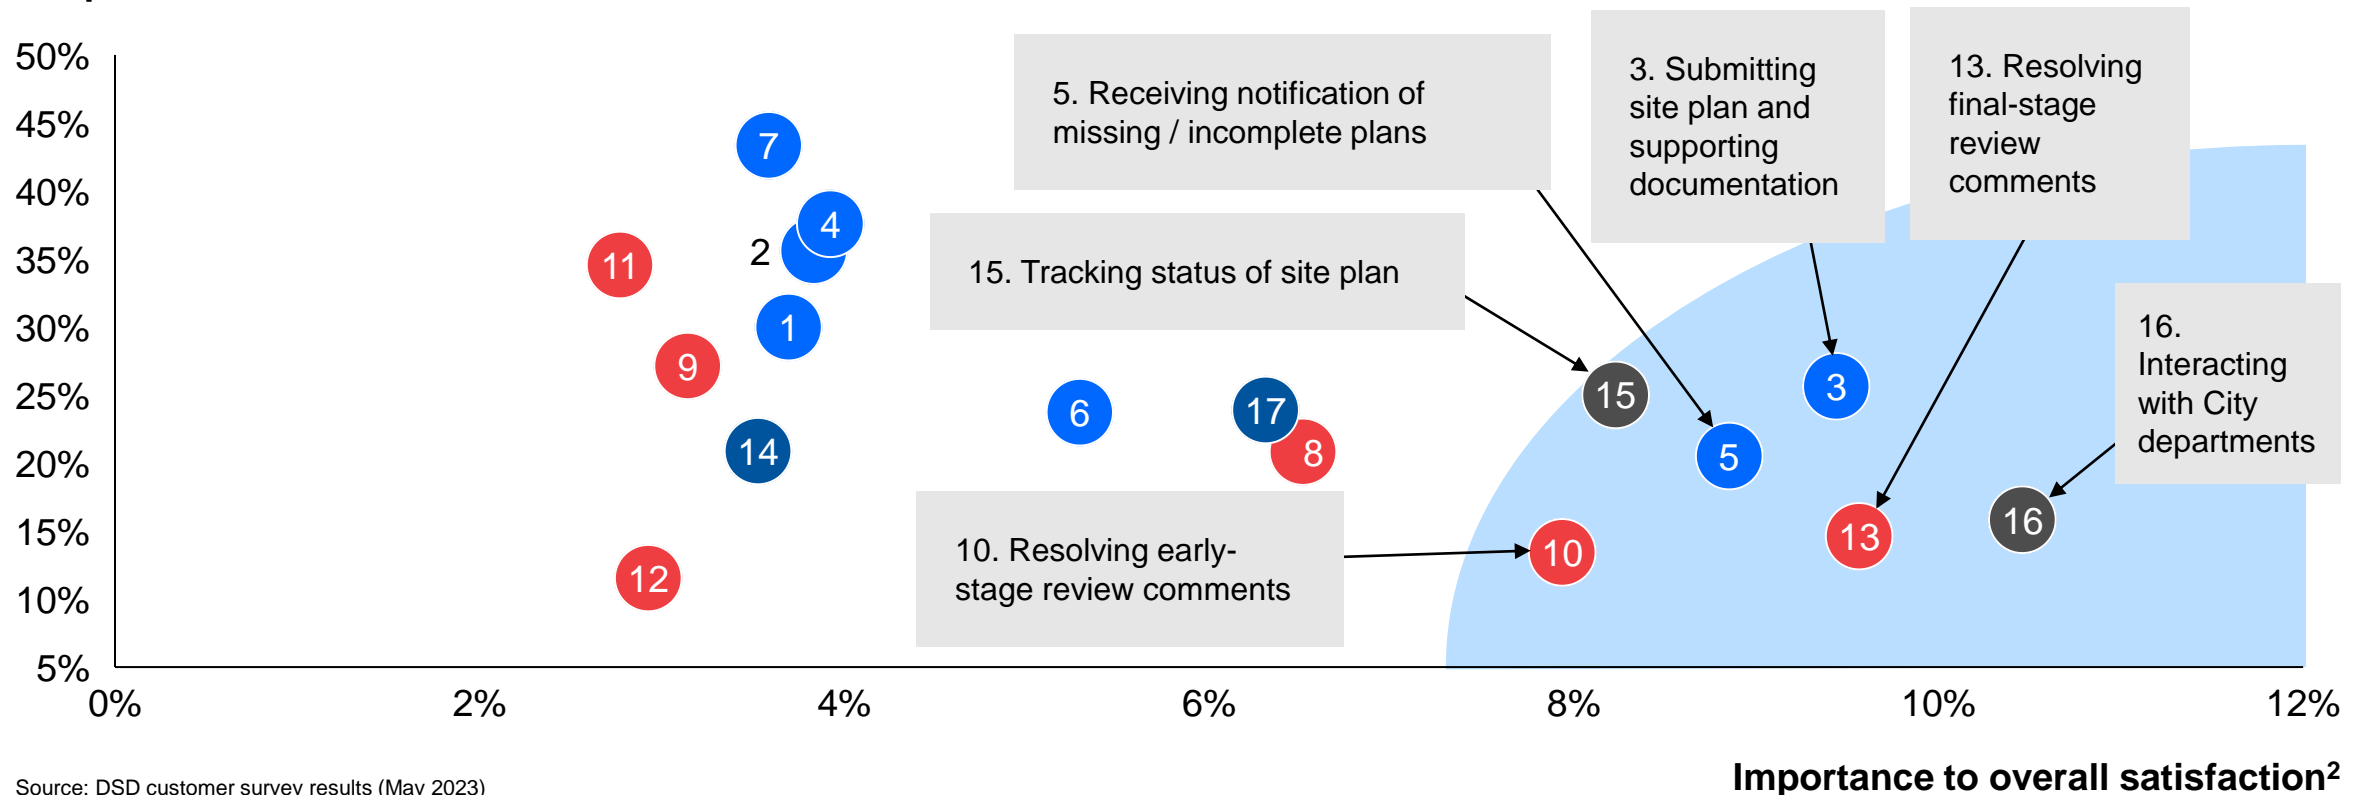 50%
45%
40%
35%
30%
25%
20%
15%
10%
5%
0%
2%
4%
6%
8%
10%
12%
7
4
2
11
1
9
6
17
14
8
12
15
3
5
10
13
16
5. Receiving notification of
missing / incomplete plans
3. Submitting
site plan and
supporting
documentation
13. Resolving
final-stage
review
comments
15. Tracking status of site plan
16.
Interacting
with City
departments
10. Resolving early-
stage review comments
Importance to overall satisfaction²
Source: DSD customer survey results (May 2023)